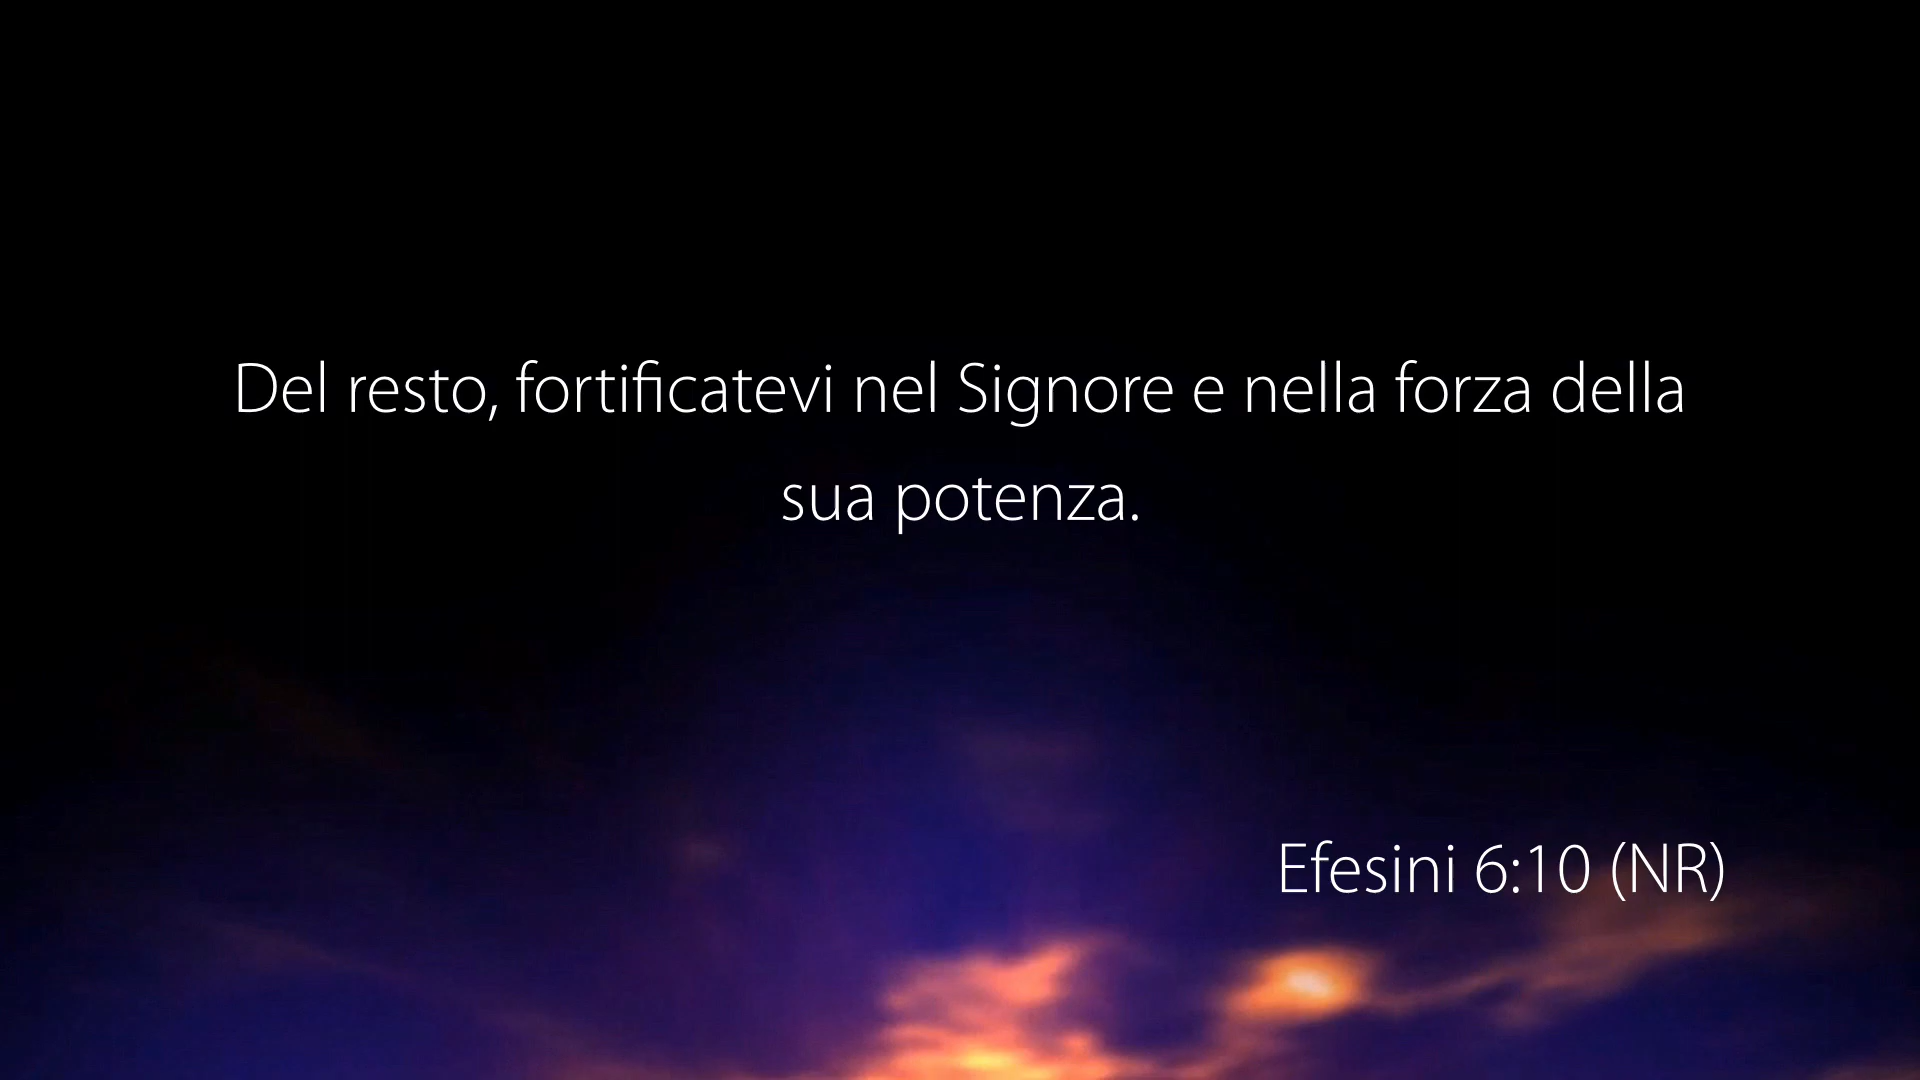 Del resto, fortificatevi nel Signore e nella forza della
sua potenza.
Efesini 6:10 (NR)